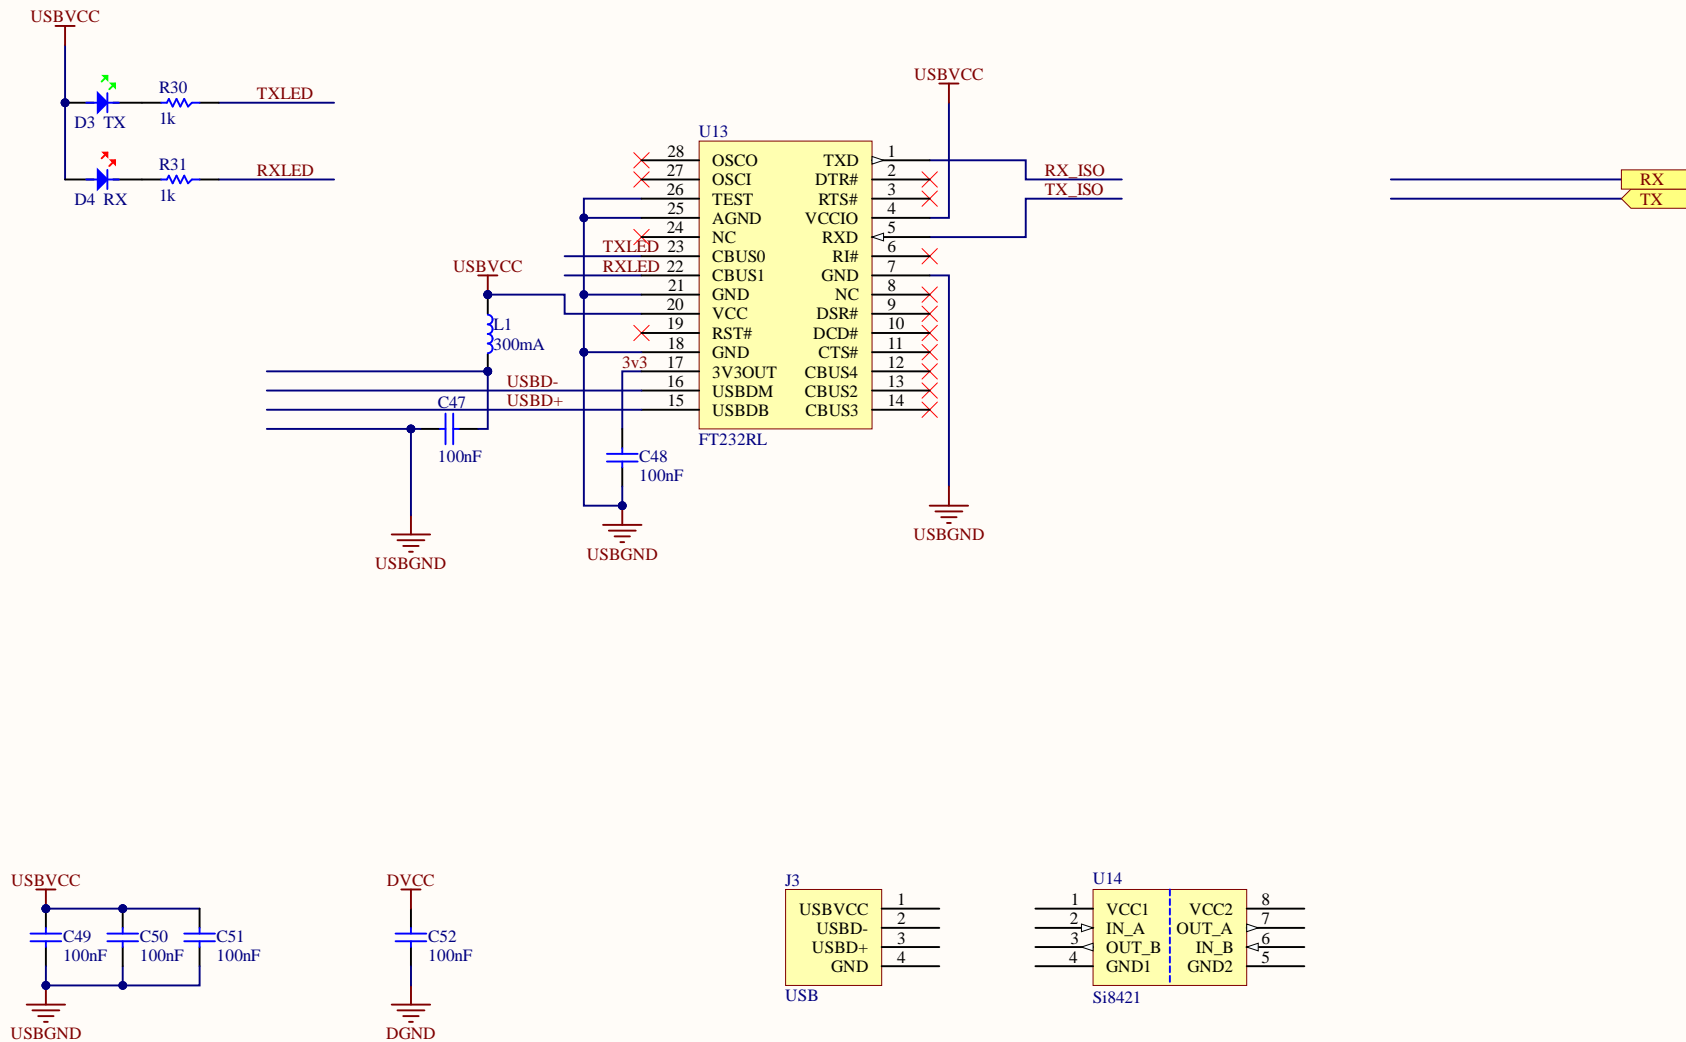 USBVCC
D3 TX
R30
1k
TXLED
D4 RX
R31
1k
RXLED
USBVCC
U13
28 OSCO
27 OSCI
26 TEST
25 AGND
24 NC
TXLED 23 CBUS0
RXLED 22 CBUS1
21 GND
20 VCC
19 RST#
18 GND
3v3 17 3V3OUT
USBD- 16 USBDM
USBD+ 15 USBDB
TXD 1
DTR# 2
RTS# 3
VCCIO 4
RXD 5
RI# 6
GND 7
NC 8
DSR# 9
DCD# 10
CTS# 11
CBUS4 12
CBUS2 13
CBUS3 14
FT232RL
RX_ISO
TX_ISO
RX
TX
USBVCC
L1
300mA
C47
100nF
C48
100nF
USBGND
USBGND
USBGND
USBVCC
C49
100nF
C50
100nF
C51
100nF
USBGND
DVCC
C52
100nF
DGND
J3
USBVCC 1
USBD- 2
USBD+ 3
GND 4
USB
U14
1 VCC1 VCC2 8
2 IN_A OUT_A 7
3 OUT_B IN_B 6
4 GND1 GND2 5
Si8421